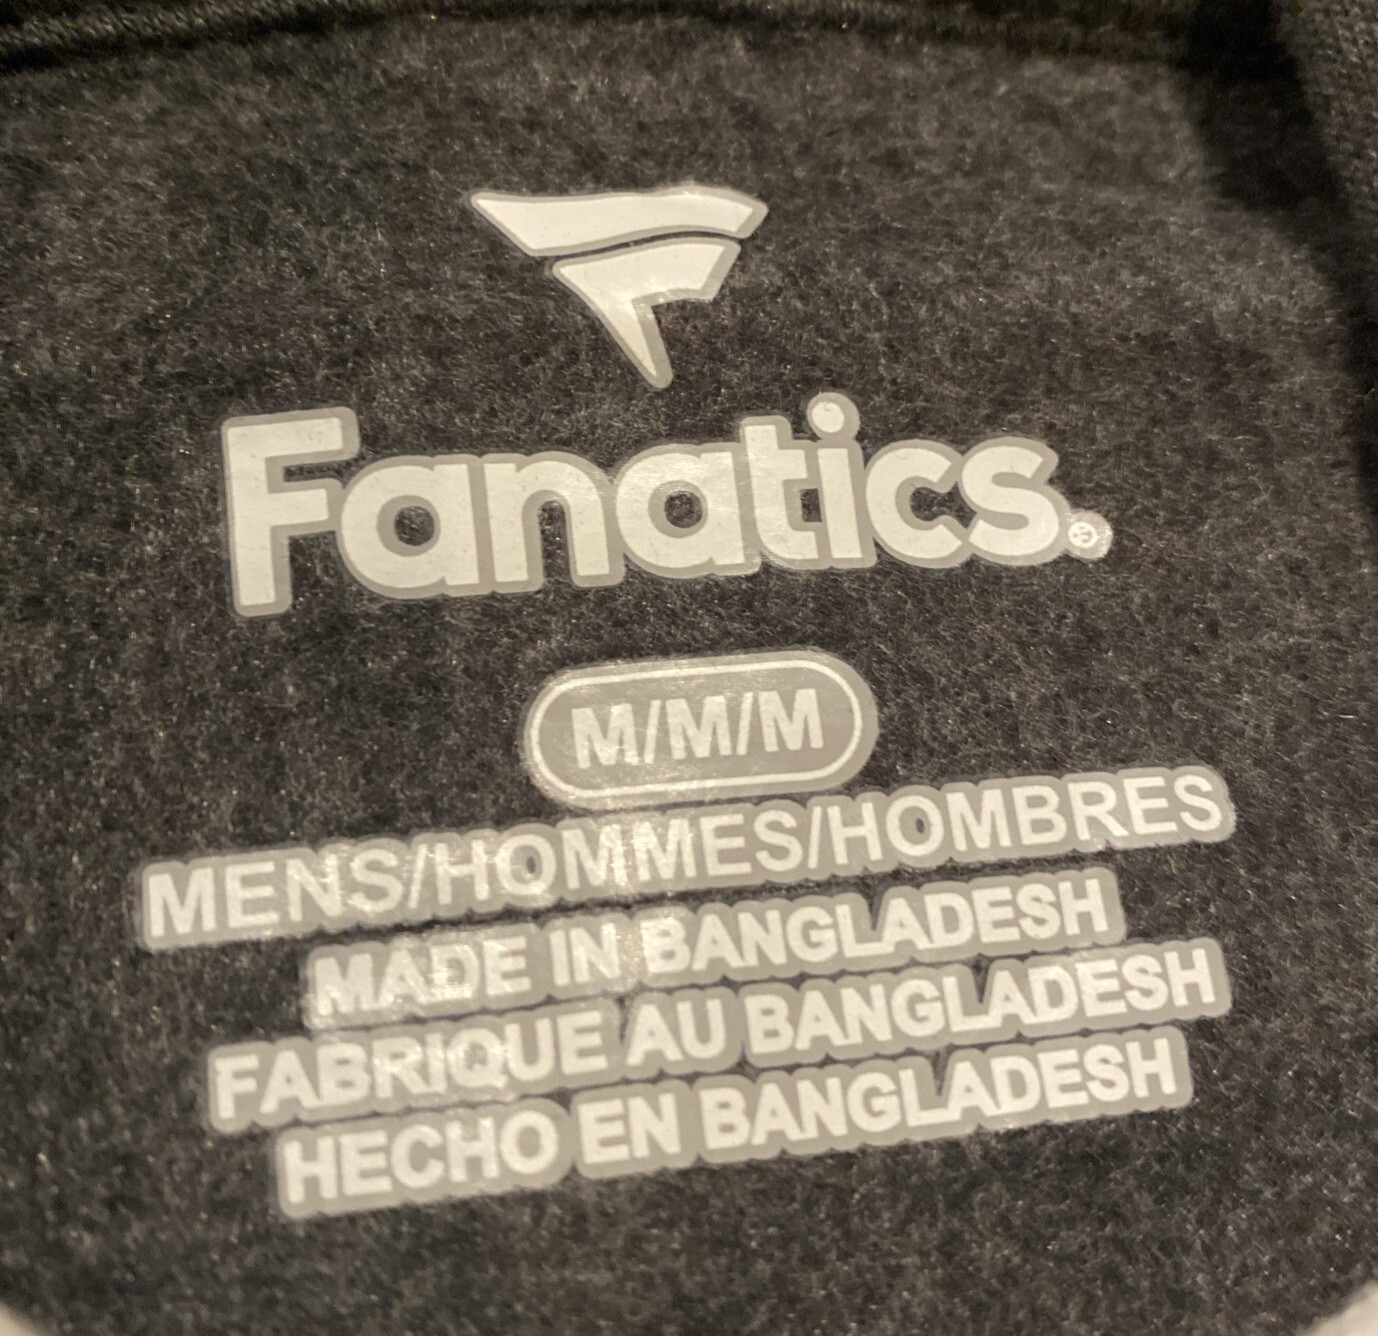 Fanatics®
M/M/M
MENS/HOMMES/HOMBRES
MADE IN BANGLADESH
FABRIQUE AU BANGLADESH
HECHO EN BANGLADESH